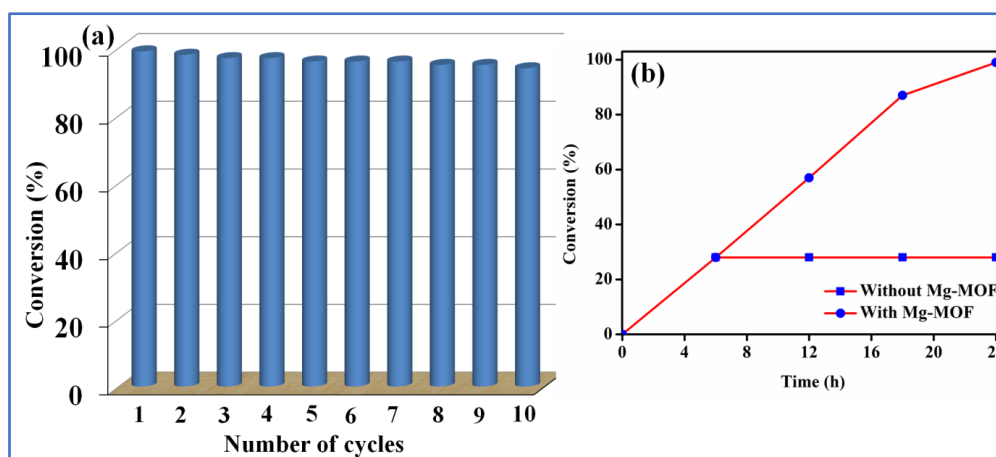 (a)
100
80
60
40
20
0
Conversion (%)
1 2 3 4 5 6 7 8 9 10
Number of cycles
(b)
100
80
60
40
20
0
Conversion (%)
Without Mg-MOF
With Mg-MOF
0 4 8 12 16 20 2
Time (h)